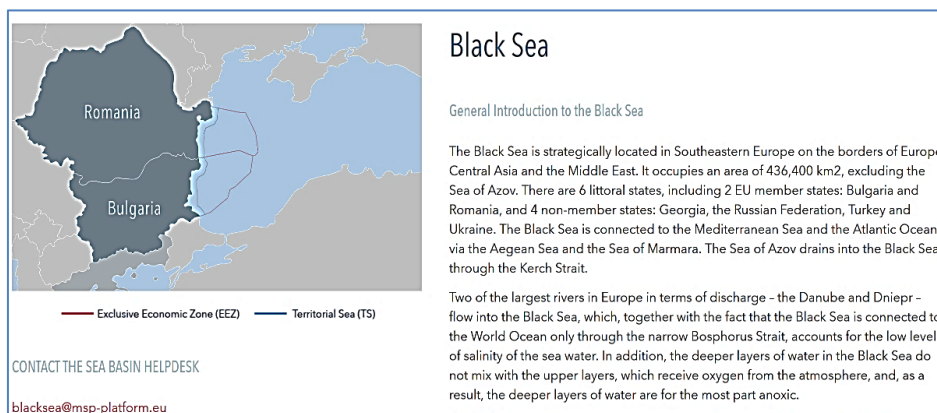 Romania
Bulgaria
Exclusive Economic Zone (EEZ)
Territorial Sea (TS)
CONTACT THE SEA BASIN HELPDESK
blacksea@msp-platform.eu
Black Sea
General Introduction to the Black Sea
The Black Sea is strategically located in Southeastern Europe on the borders of Europe
Central Asia and the Middle East. It occupies an area of 436,400 km2, excluding the
Sea of Azov. There are 6 littoral states, including 2 EU member states: Bulgaria and
Romania, and 4 non-member states: Georgia, the Russian Federation, Turkey and
Ukraine. The Black Sea is connected to the Mediterranean Sea and the Atlantic Ocean
via the Aegean Sea and the Sea of Marmara. The Sea of Azov drains into the Black Sea
through the Kerch Strait.
Two of the largest rivers in Europe in terms of discharge – the Danube and Dniepr –
flow into the Black Sea, which, together with the fact that the Black Sea is connected to
the World Ocean only through the narrow Bosphorus Strait, accounts for the low level
of salinity of the sea water. In addition, the deeper layers of water in the Black Sea do
not mix with the upper layers, which receive oxygen from the atmosphere, and, as a
result, the deeper layers of water are for the most part anoxic.